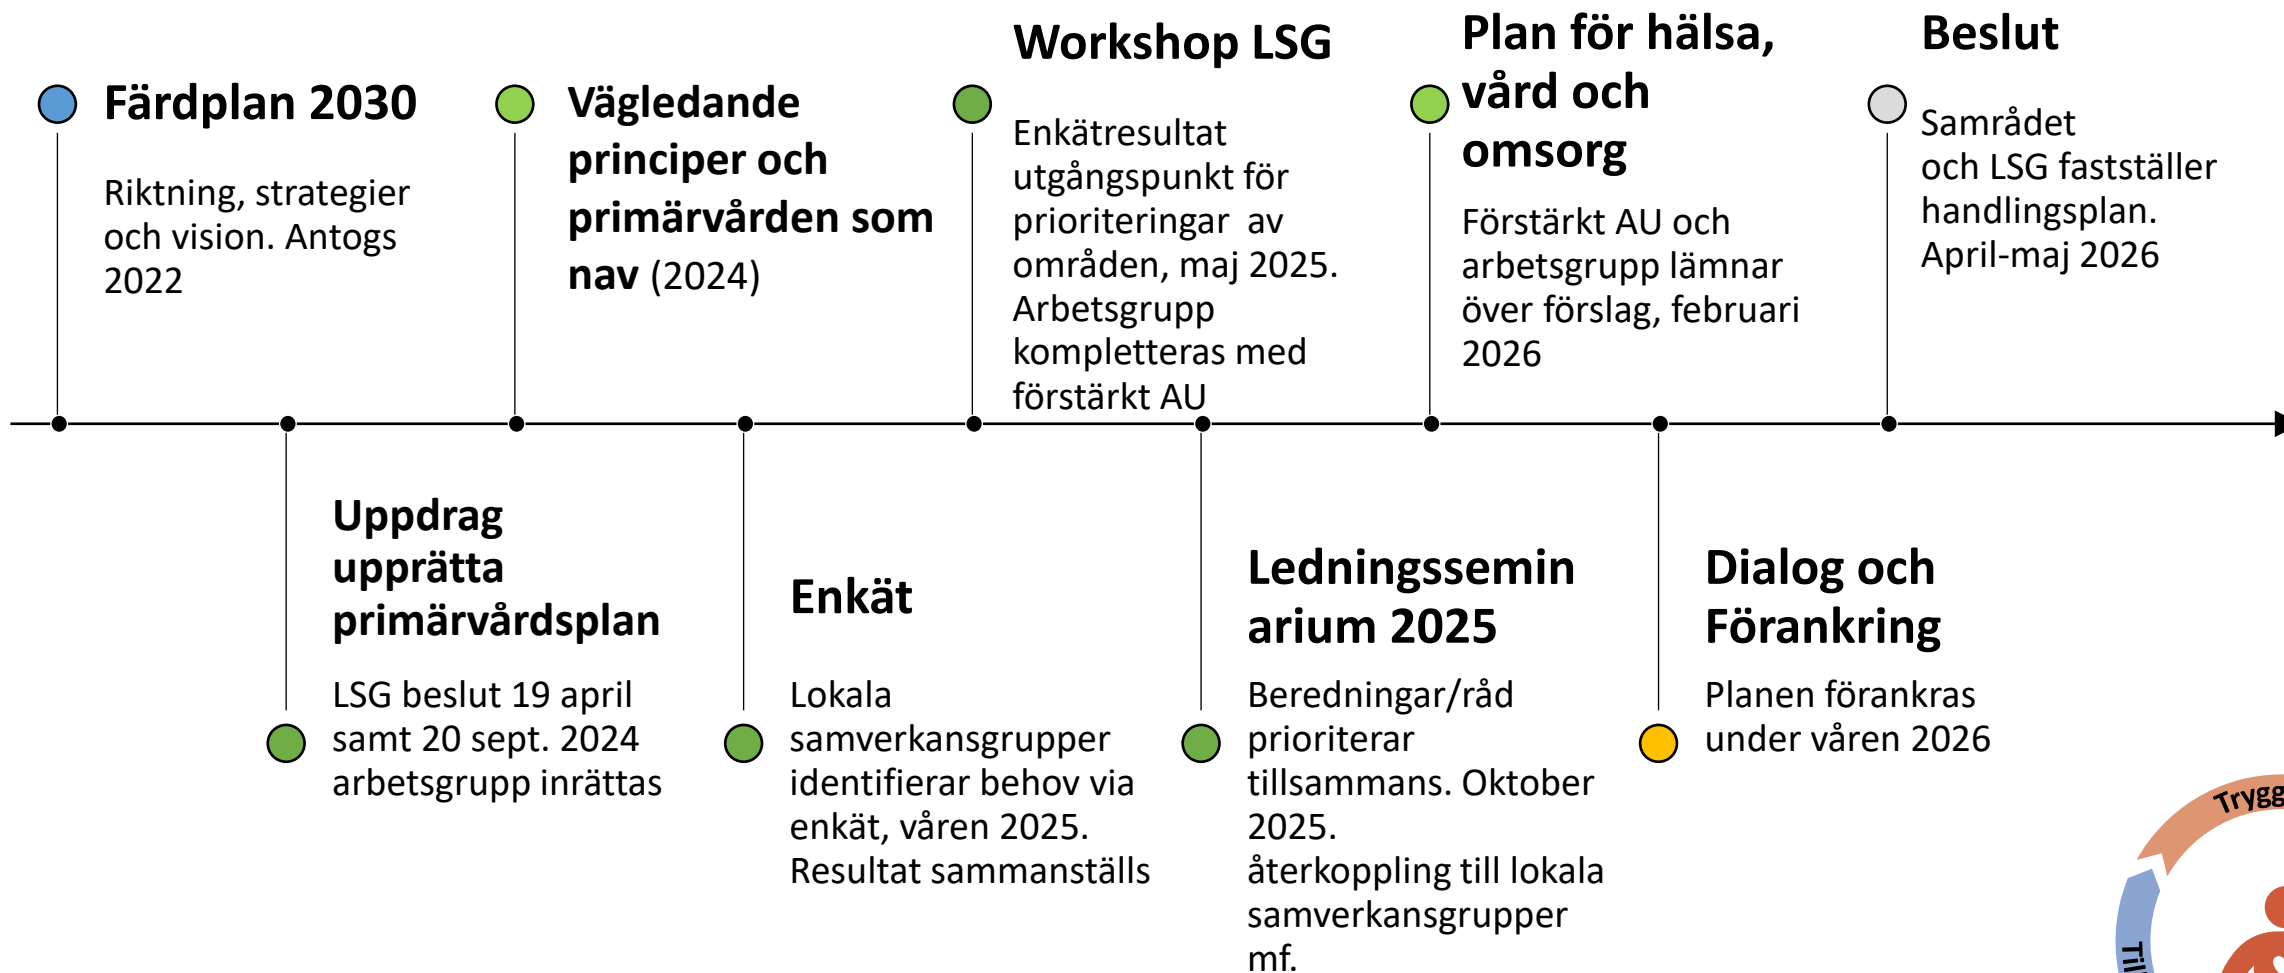 Färdplan 2030
Riktning, strategier
och vision. Antogs
2022
Uppdrag
upprätta
primärvårdsplan
LSG beslut 19 april
samt 20 sept. 2024
arbetsgrupp inrättas
Vägledande
principer och
primärvården som
nav (2024)
Enkät
Lokala
samverkansgrupper
identifierar behov via
enkät, våren 2025.
Resultat sammanställs
Workshop LSG
Enkätresultat
utgångspunkt för
prioriteringar av
områden, maj 2025.
Arbetsgrupp
kompletteras med
förstärkt AU
Ledningssemin
arium 2025
Beredningar/råd
prioriterar
tillsammans. Oktober
2025.
återkoppling till lokala
samverkansgrupper
mf.
Plan för hälsa,
vård och
omsorg
Förstärkt AU och
arbetsgrupp lämnar
över förslag, februari
2026
Dialog och
Förankring
Planen förankras
under våren 2026
Beslut
Samrådet
och LSG fastställer
handlingsplan.
April-maj 2026